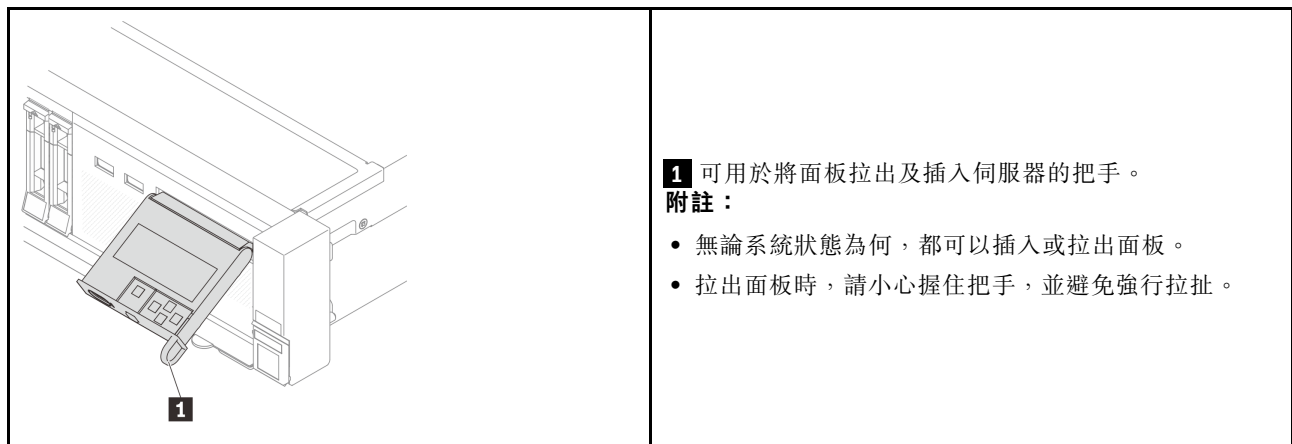 1
1 可用於將面板拉出及插入伺服器的把手。
附註：
• 無論系統狀態為何，都可以插入或拉出面板。
• 拉出面板時，請小心握住把手，並避免強行拉扯。